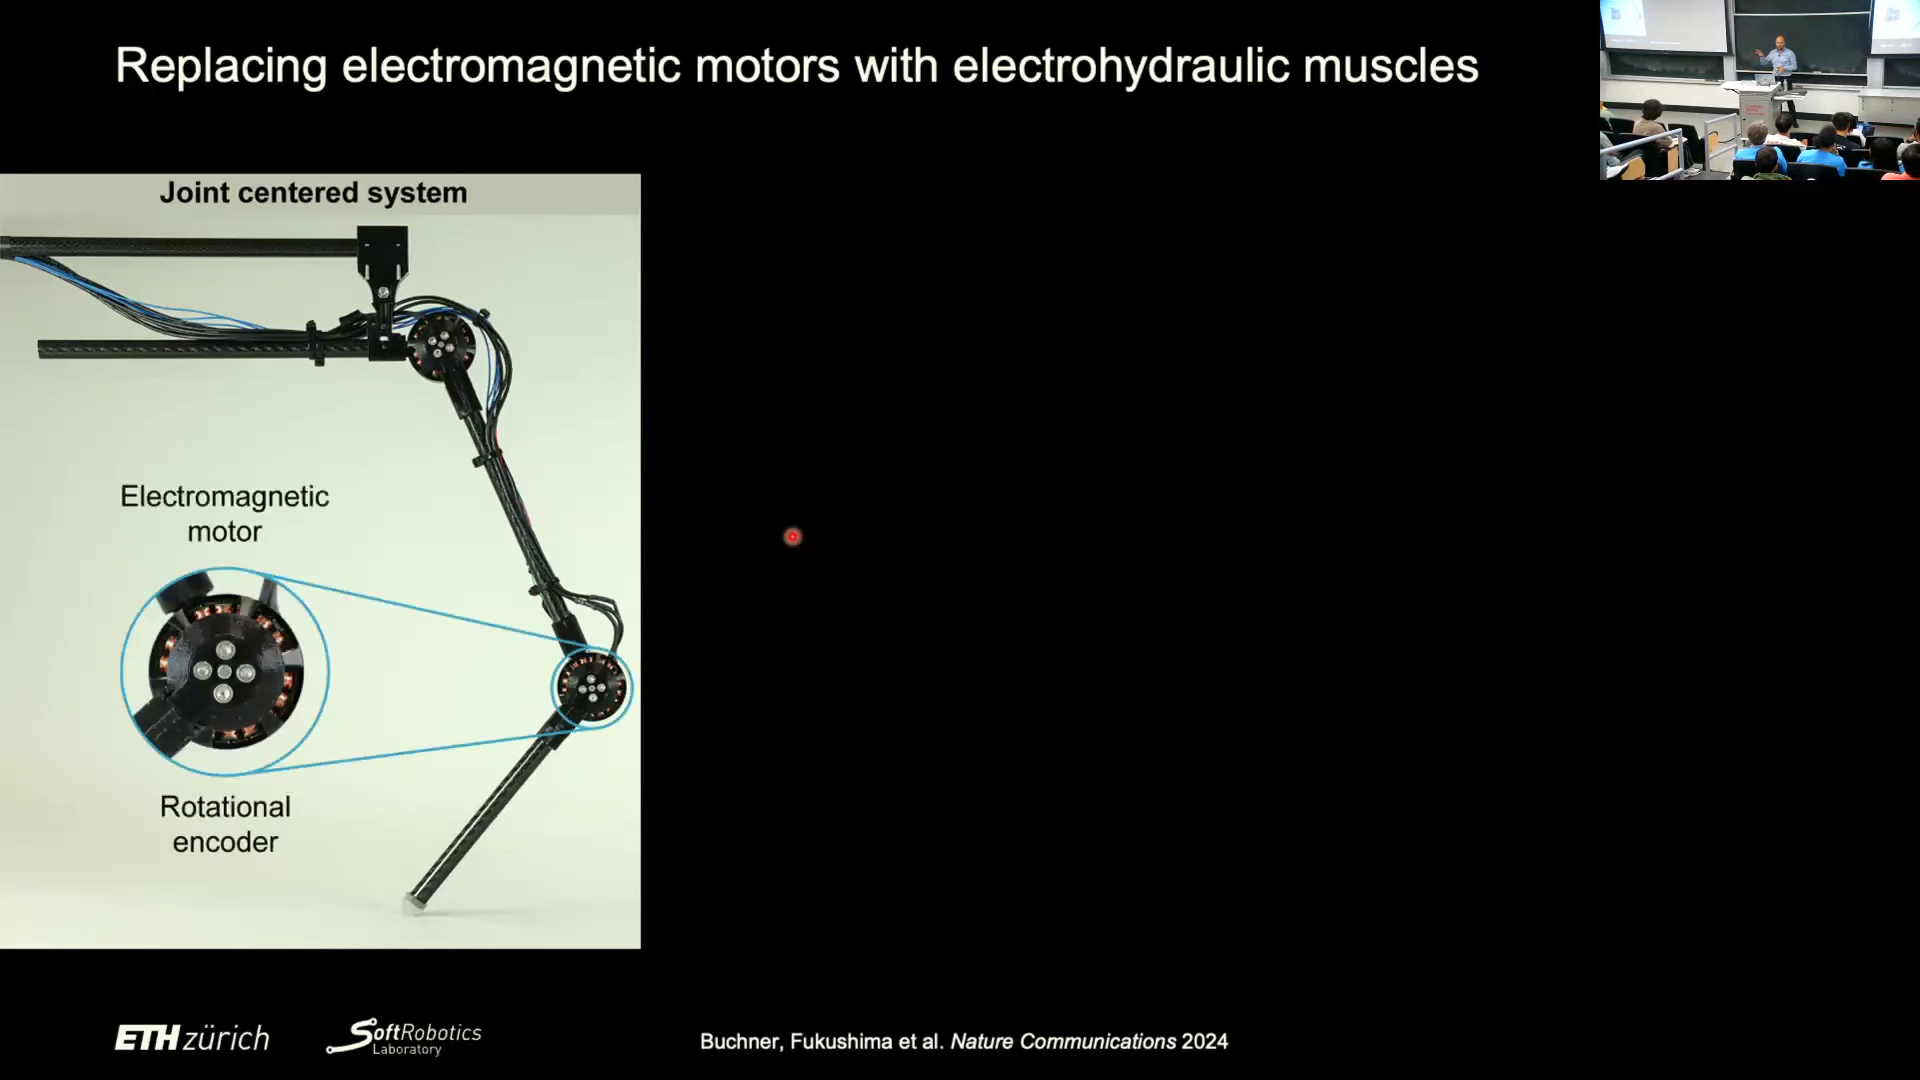 Replacing electromagnetic motors with electrohydraulic muscles
Joint centered system
Electromagnetic
motor
Rotational
encoder
ETH zürich
SoftRobotics
Laboratory
Buchner, Fukushima et al. Nature Communications 2024